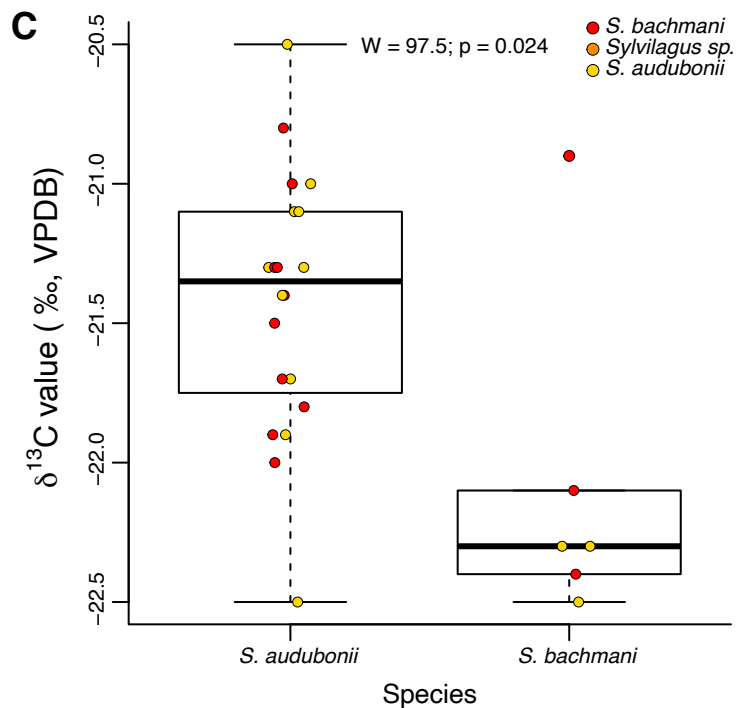 C
W = 97.5; p = 0.024
S. bachmani
Sylvilagus sp.
S. audubonii
−20.5
−21.0
−21.5
−22.0
−22.5
δ13C value ( ‰, VPDB)
S. audubonii
S. bachmani
Species